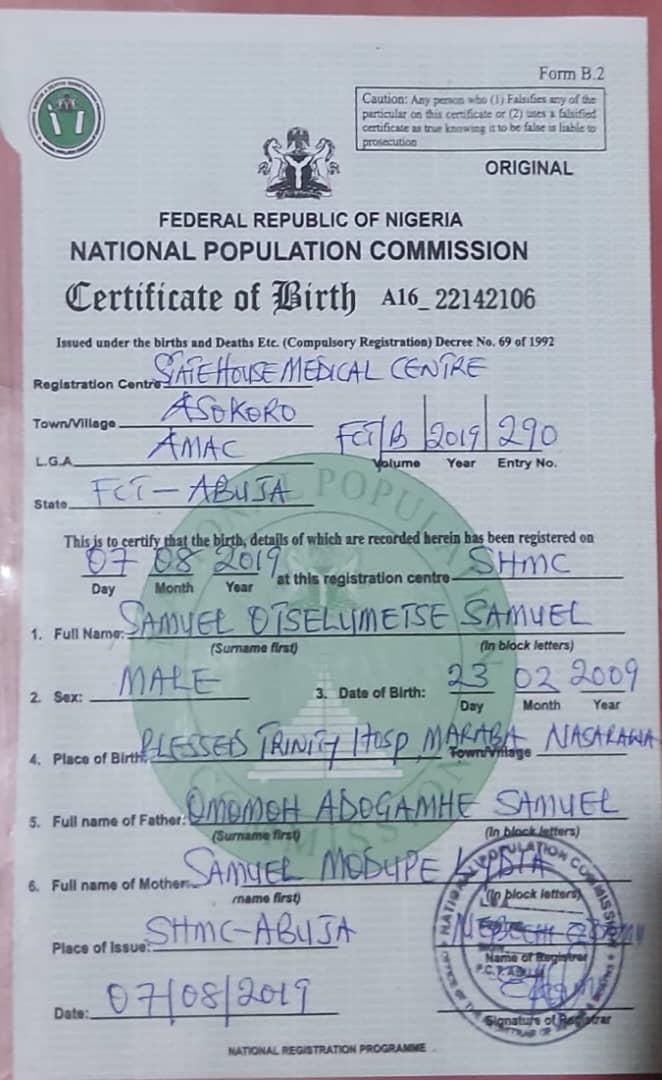 Form B.2
Caution: Any person who (1) Falsifies any of the
particular on this certificate or (2) uses a falsified
certificate as true knowing it to be false is liable to
prosecution
ORIGINAL
FEDERAL REPUBLIC OF NIGERIA
NATIONAL POPULATION COMMISSION
Certificate of Birth A16_22142106
Issued under the births and Deaths Etc. (Compulsory Registration) Decree No. 69 of 1992
Registration Centre STATE HOUSE MEDICAL CENTRE
Town/Village ASOKORO
L.G.A. AMAC FCT/B 2019 290
Volume Year Entry No.
State FCT - ABUJA
This is to certify that the birth, details of which are recorded herein has been registered on
07 08 2019 at this registration centre SHMC
Day Month Year
1. Full Name: SAMUEL OTSELUMETSE SAMUEL
(Surname first) (In block letters)
2. Sex: MALE 3. Date of Birth: 23 02 2009
Day Month Year
4. Place of Birth: BLESSED TRINITY HOSP, MARABA Town/Village NASARAWA
5. Full name of Father: OMOMOH ADOGAMHE SAMUEL
(Surname first) (In block letters)
6. Full name of Mother: SAMUEL MODUPE LYDIA
rname first) (In block letters)
Place of Issue: SHMC-ABUJA
Name of Registrar
Date: 07/08/2019
Signature of Registrar
NATIONAL REGISTRATION PROGRAMME